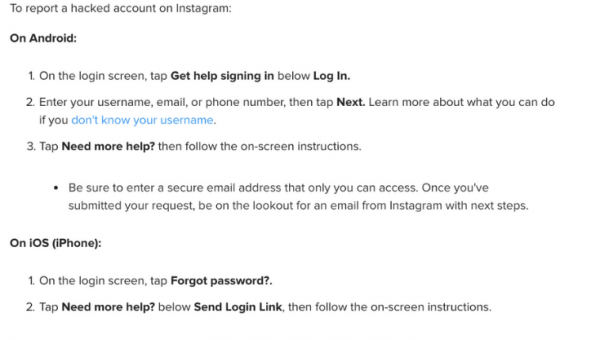 To report a hacked account on Instagram:
On Android:
1. On the login screen, tap Get help signing in below Log In.
2. Enter your username, email, or phone number, then tap Next. Learn more about what you can do
if you don't know your username.
3. Tap Need more help? then follow the on-screen instructions.
• Be sure to enter a secure email address that only you can access. Once you've
submitted your request, be on the lookout for an email from Instagram with next steps.
On iOS (iPhone):
1. On the login screen, tap Forgot password?.
2. Tap Need more help? below Send Login Link, then follow the on-screen instructions.